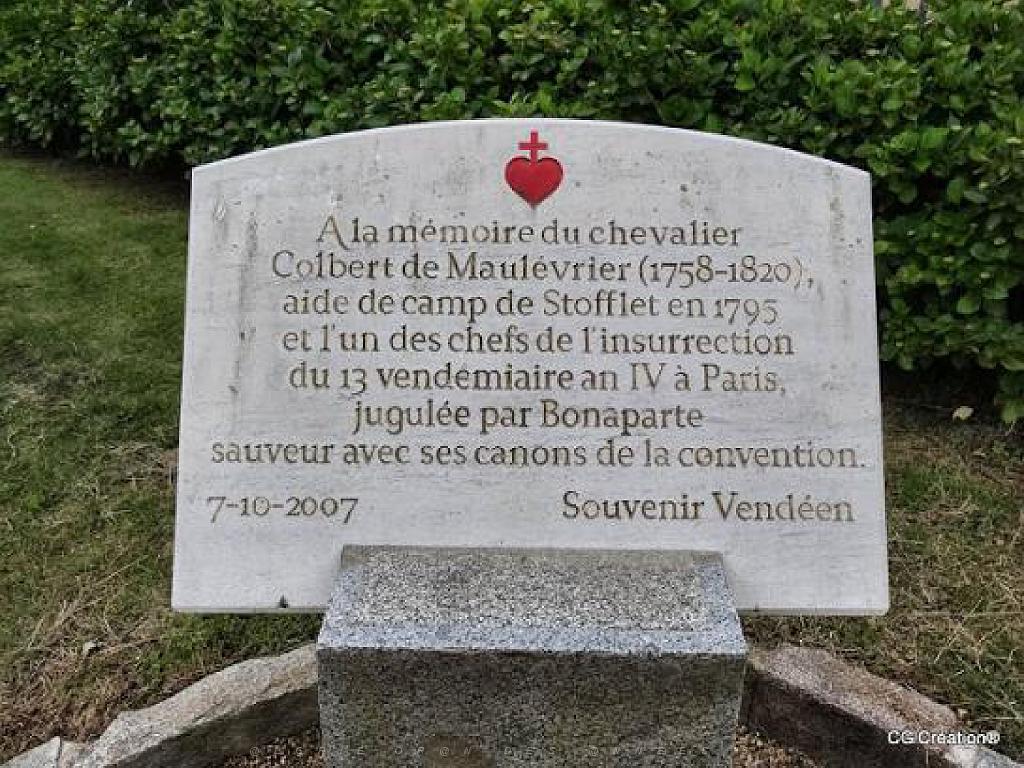 A la mémoire du chevalier
Colbert de Maulévrier (1758-1820),
aide de camp de Stofflet en 1795
et l'un des chefs de l'insurrection
du 13 vendémiaire an IV à Paris,
jugulée par Bonaparte
sauveur avec ses canons de la convention.
7-10-2007 Souvenir Vendéen
CG Création®